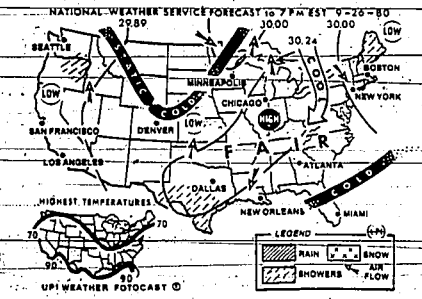 NATIONAL WEATHER SERVICE FORECAST to 7 PM EST 9-26-80
29.89
30.00
30.00
30.24
LOW
SEATTLE
STATIC
COLD
MINNEAPOLIS
COOL
BOSTON
NEW YORK
LOW
CHICAGO
HIGH
SAN FRANCISCO
DENVER
LOW
FAIR
LOS ANGELES
ATLANTA
DALLAS
COLD
NEW ORLEANS
MIAMI
HIGHEST TEMPERATURES
70
70
90
90
LEGEND
RAIN
SNOW
SHOWERS
AIR FLOW
UPI WEATHER FOTOCAST